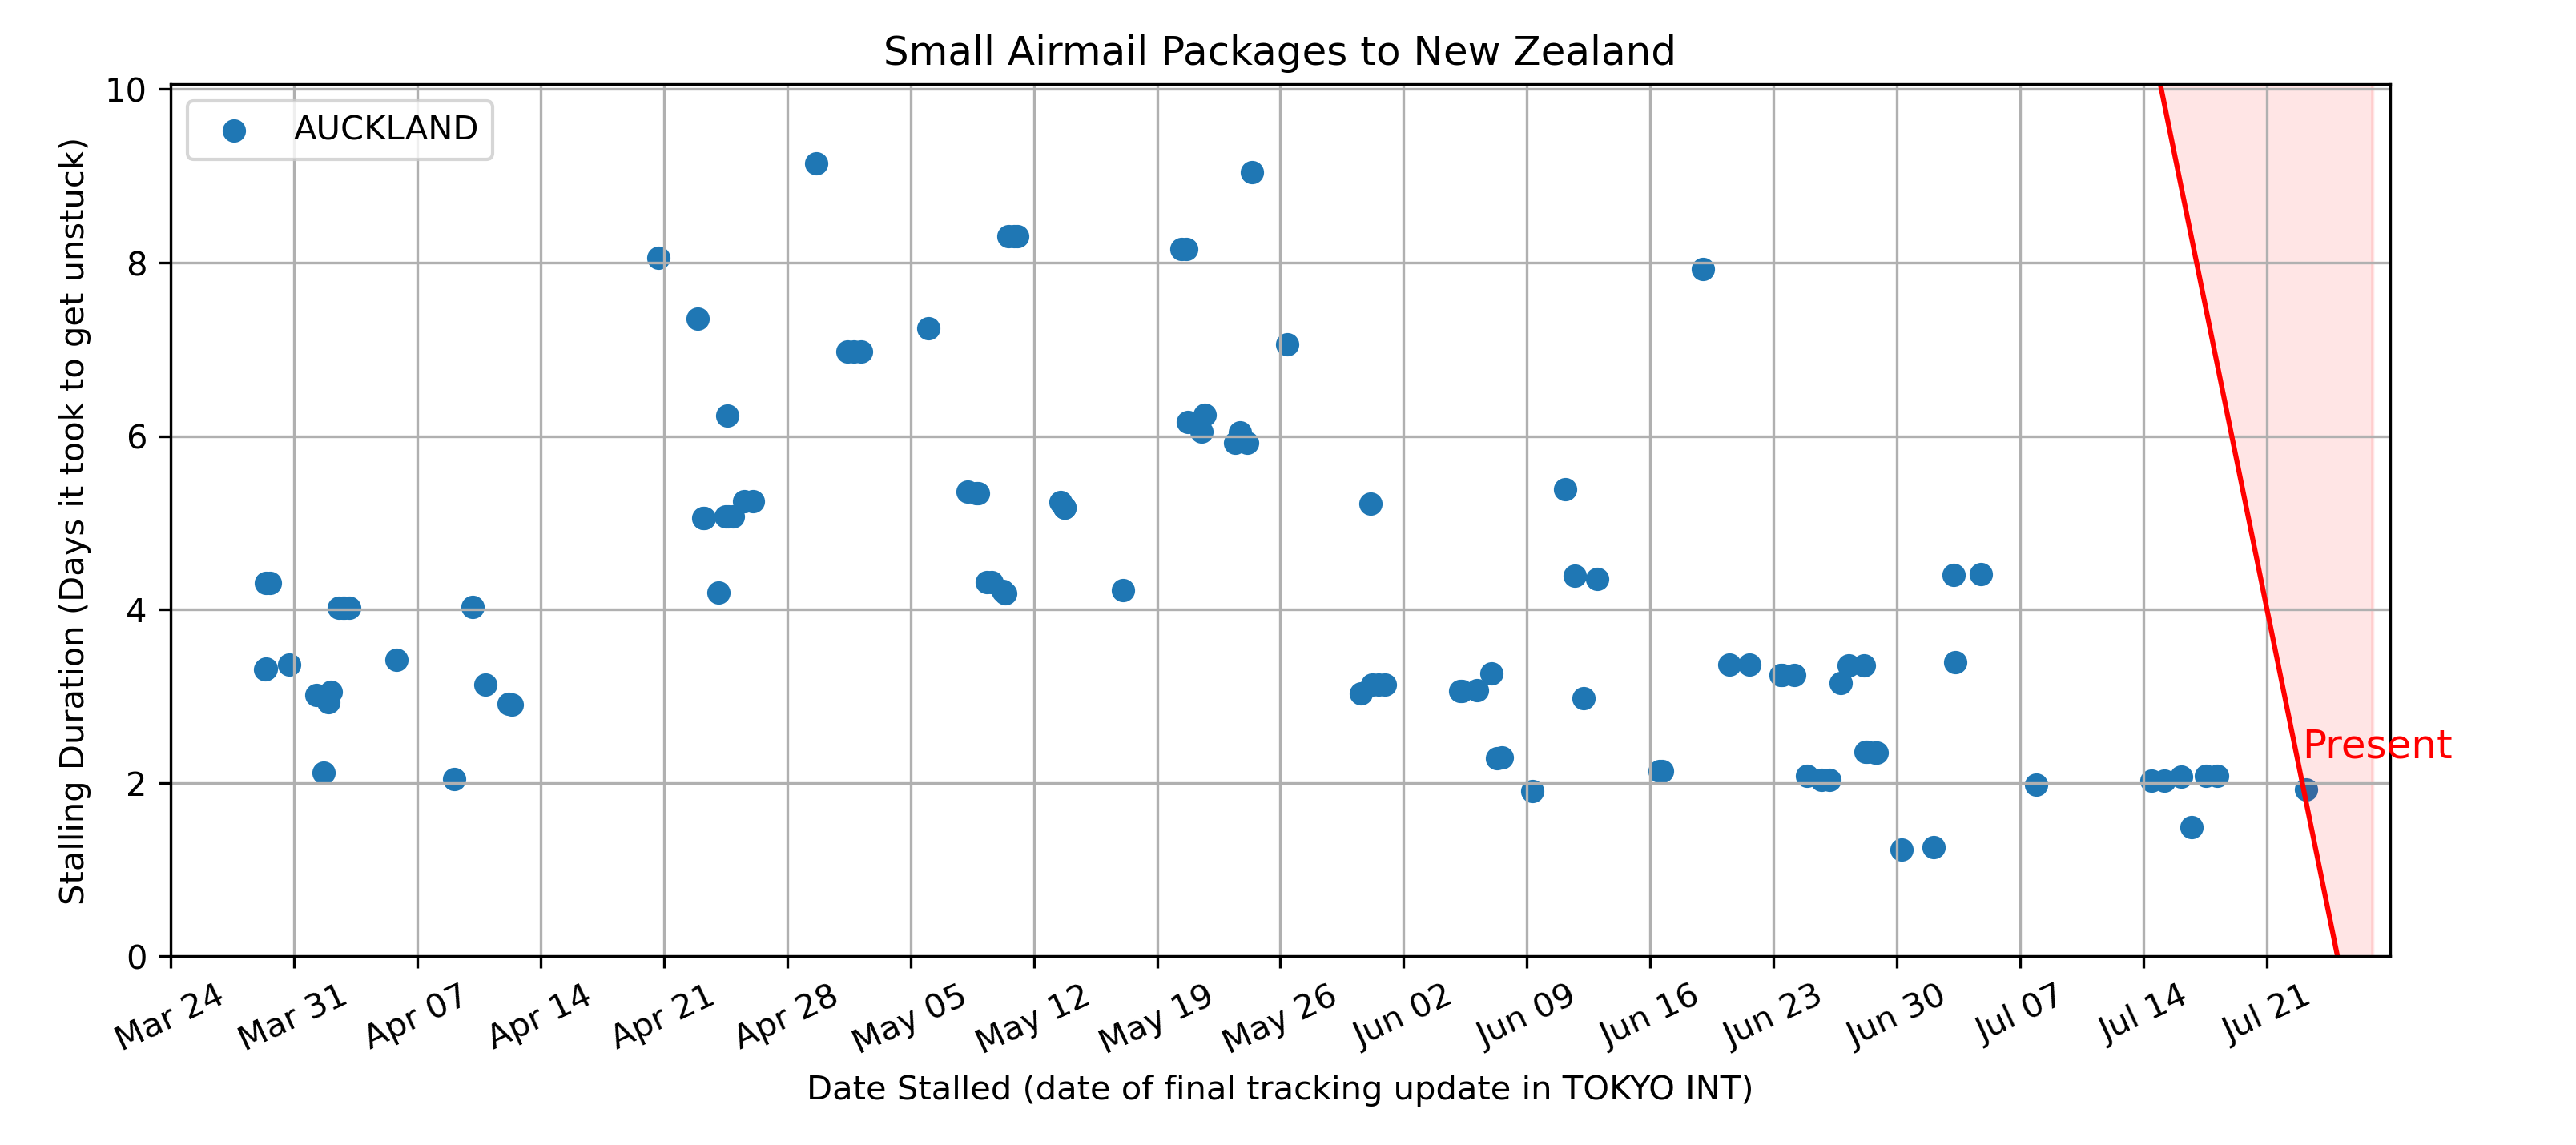 Small Airmail Packages to New Zealand
AUCKLAND
Stalling Duration (Days it took to get unstuck)
10
8
6
4
2
0
Present
Mar 24
Mar 31
Apr 07
Apr 14
Apr 21
Apr 28
May 05
May 12
May 19
May 26
Jun 02
Jun 09
Jun 16
Jun 23
Jun 30
Jul 07
Jul 14
Jul 21
Date Stalled (date of final tracking update in TOKYO INT)